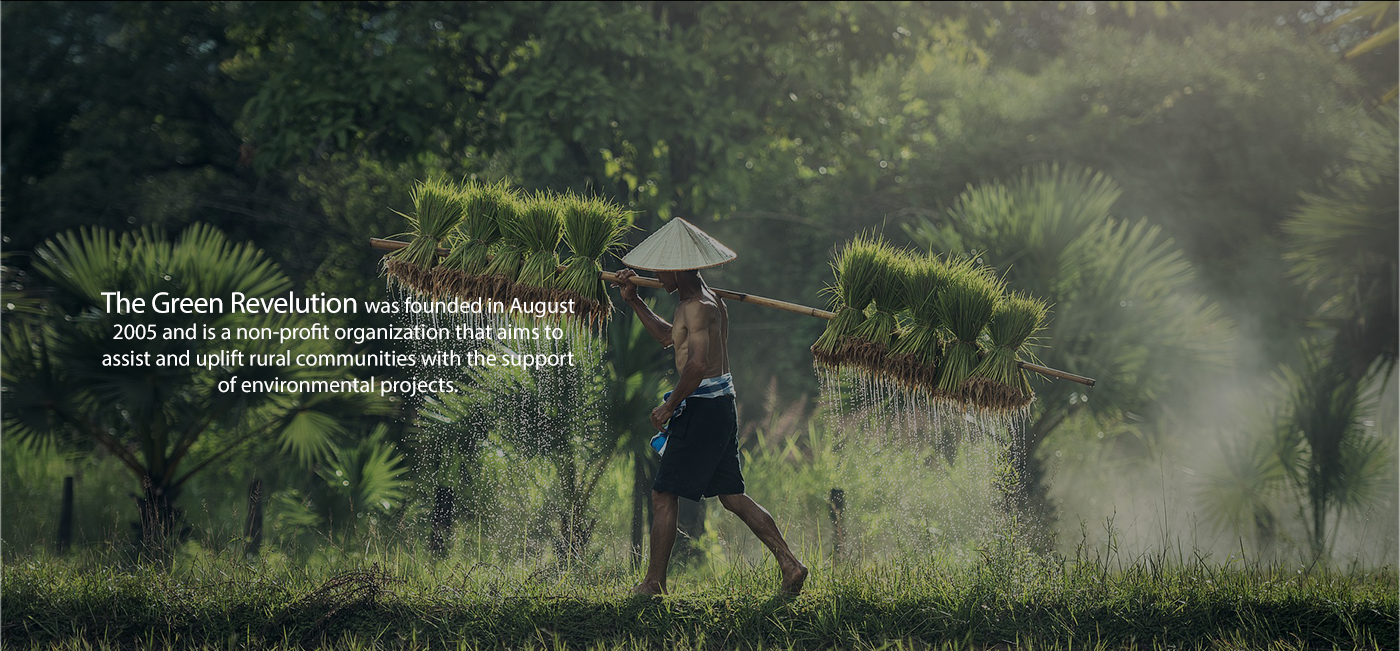 The Green Revelution was founded in August
2005 and is a non-profit organization that aims to
assist and uplift rural communities with the support
of environmental projects.